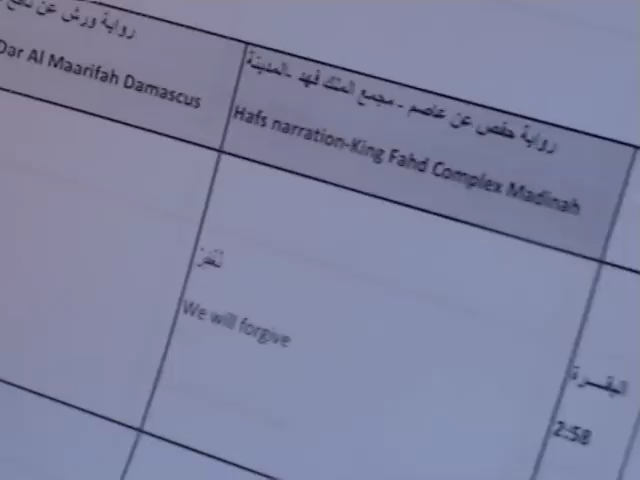 رواية ورش عن نافع
Dar Al Maarifah Damascus
رواية حفص عن عاصم - مجمع الملك فهد -المدينة
Hafs narration-King Fahd Complex Madinah
نغفر
We will forgive
البقــرة
2:58